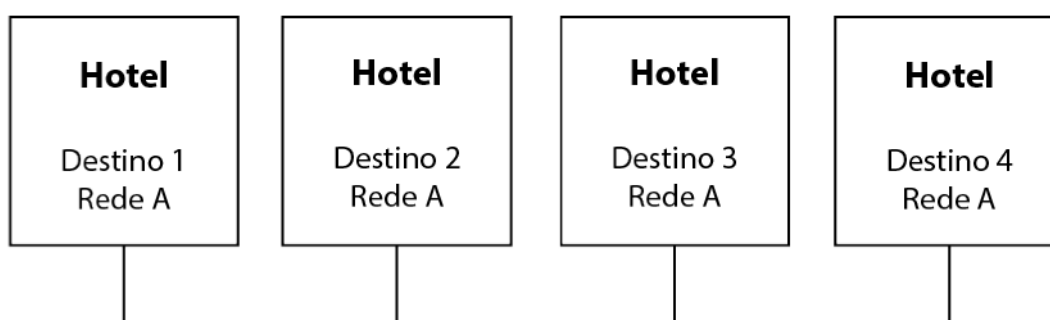 Hotel
Destino 1
Rede A
Hotel
Destino 2
Rede A
Hotel
Destino 3
Rede A
Hotel
Destino 4
Rede A